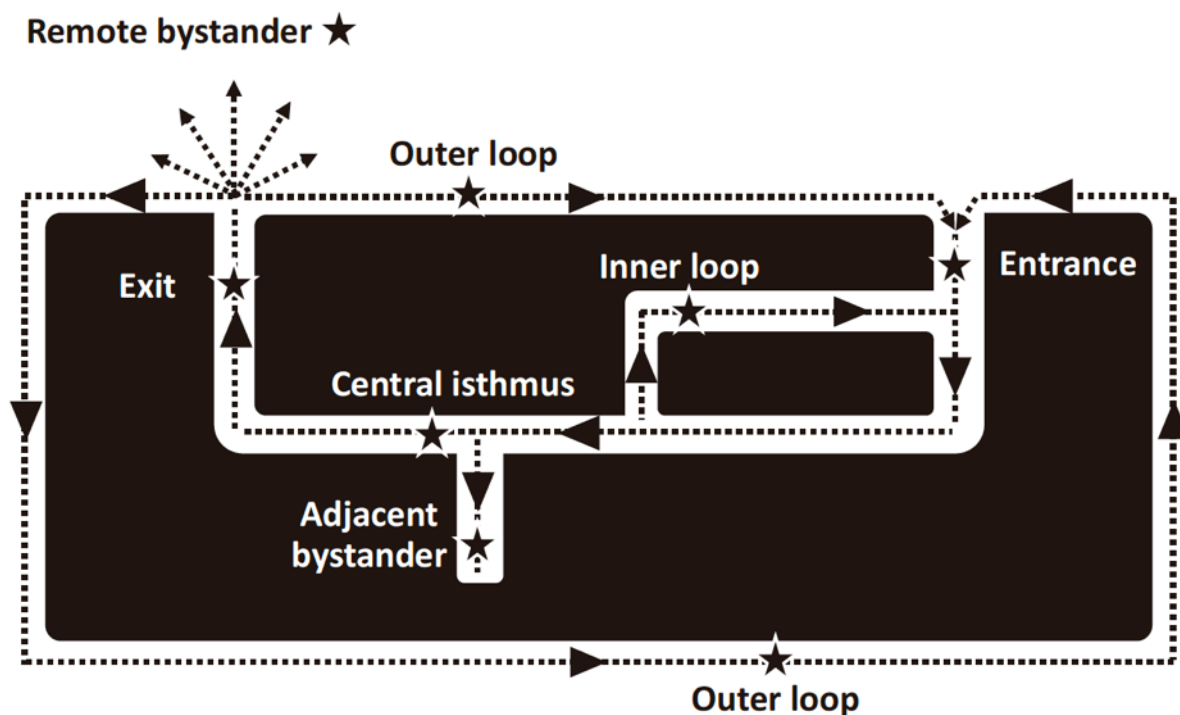 Remote bystander
Outer loop
Exit
Inner loop
Entrance
Central isthmus
Adjacent
bystander
Outer loop